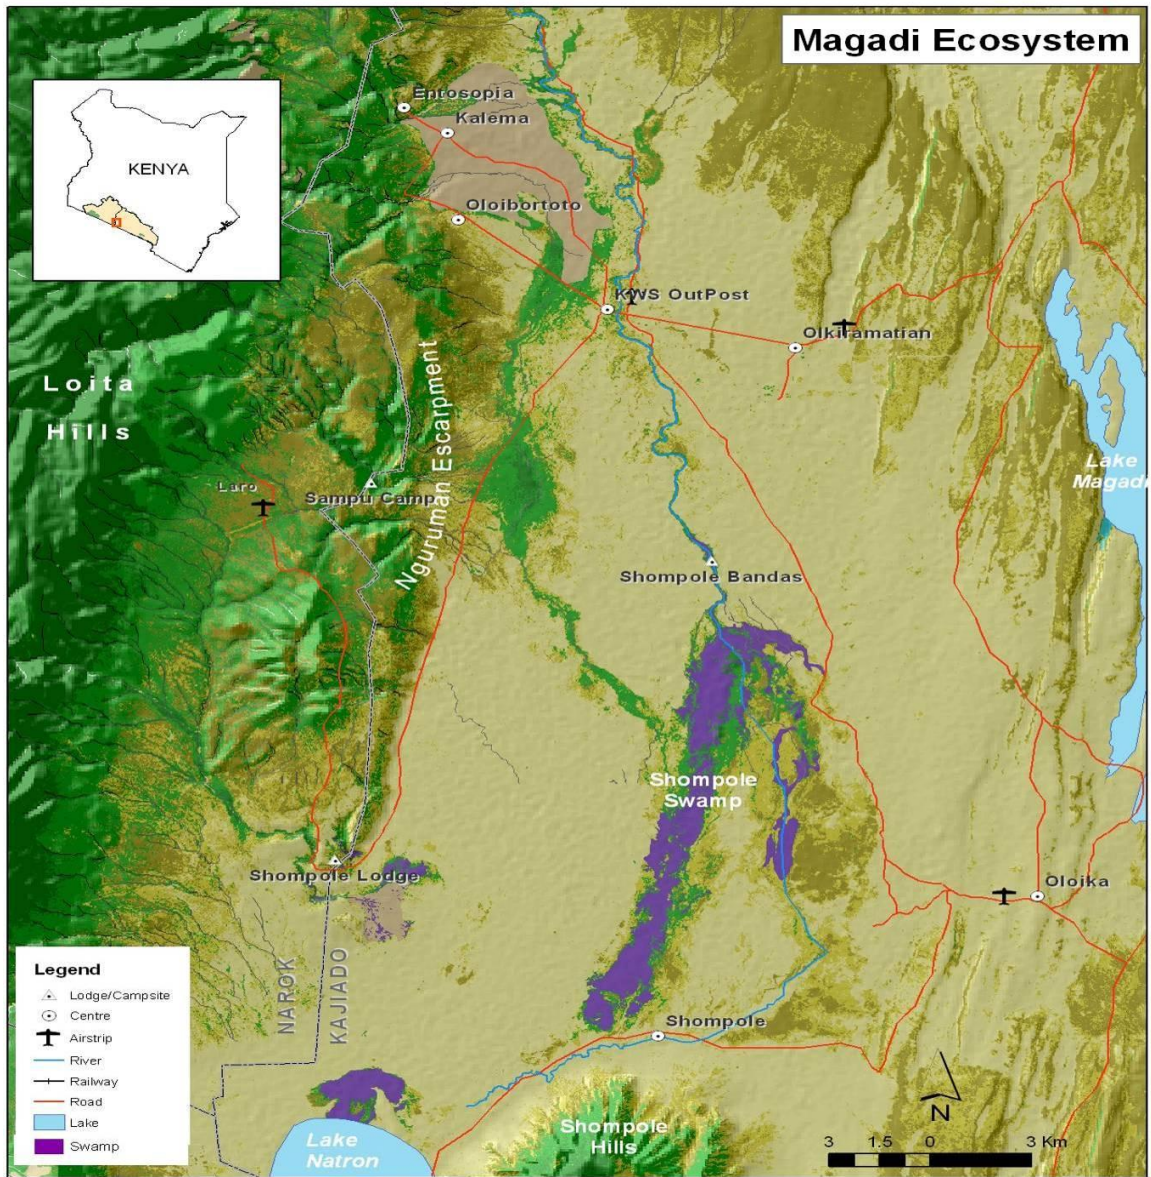 Magadi Ecosystem
KENYA
Entosopia
Kalema
Oloibortoto
KWS OutPost
Olkiramatian
Loita
Hills
Nguruman Escarpment
Lake
Magadi
Laro
Sampu Camp
Shompole Bandas
Shompole
Swamp
Shompole Lodge
Oloika
NAROK
KAJIADO
Shompole
Shompole
Hills
Lake
Natron
Legend
Lodge/Campsite
Centre
Airstrip
River
Railway
Road
Lake
Swamp
N
3 1.5 0 3 Km